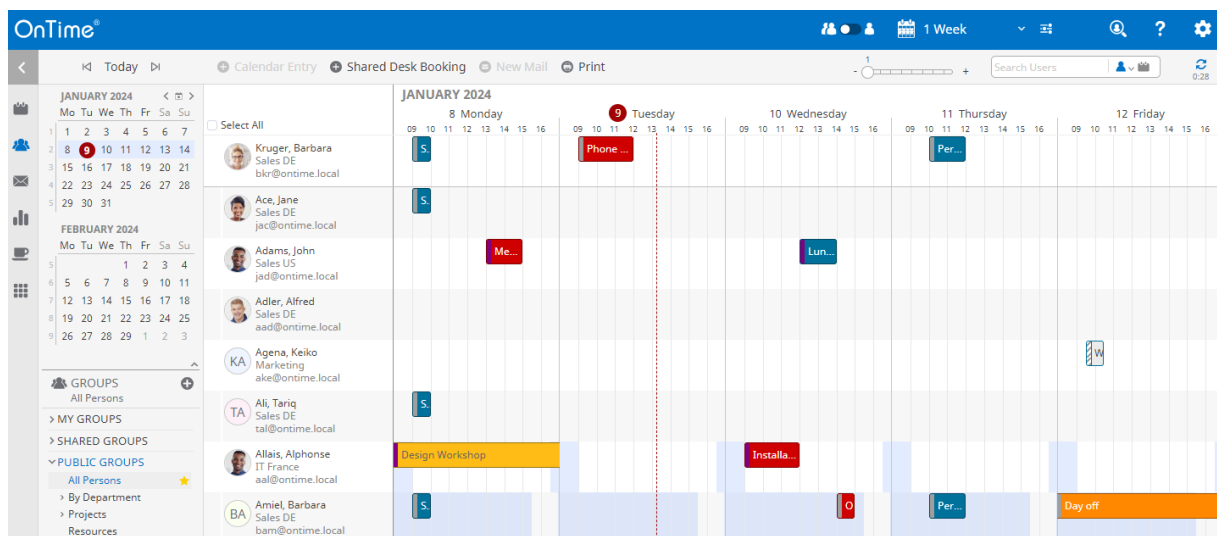 OnTime®
1 Week
?
Today
Calendar Entry
Shared Desk Booking
New Mail
Print
1
- +
Search Users
0:28
JANUARY 2024
Mo Tu We Th Fr Sa Su
1 1 2 3 4 5 6 7
2 8 9 10 11 12 13 14
3 15 16 17 18 19 20 21
4 22 23 24 25 26 27 28
5 29 30 31
FEBRUARY 2024
Mo Tu We Th Fr Sa Su
5 1 2 3 4
6 5 6 7 8 9 10 11
7 12 13 14 15 16 17 18
8 19 20 21 22 23 24 25
9 26 27 28 29 1 2 3
GROUPS
All Persons
MY GROUPS
SHARED GROUPS
PUBLIC GROUPS
All Persons
By Department
Projects
Resources
Select All
JANUARY 2024
8 Monday
9 Tuesday
10 Wednesday
11 Thursday
12 Friday
09 10 11 12 13 14 15 16
09 10 11 12 13 14 15 16
09 10 11 12 13 14 15 16
09 10 11 12 13 14 15 16
09 10 11 12 13 14 15 16
Kruger, Barbara
Sales DE
bkr@ontime.local
S.
Phone ...
Per...
Ace, Jane
Sales DE
jac@ontime.local
S.
Adams, John
Sales US
jad@ontime.local
Me...
Lun...
Adler, Alfred
Sales DE
aad@ontime.local
KA
Agena, Keiko
Marketing
ake@ontime.local
W
TA
Ali, Tariq
Sales DE
tal@ontime.local
S.
Allais, Alphonse
IT France
aal@ontime.local
Design Workshop
Installa...
BA
Amiel, Barbara
Sales DE
bam@ontime.local
S.
O
Per...
Day off